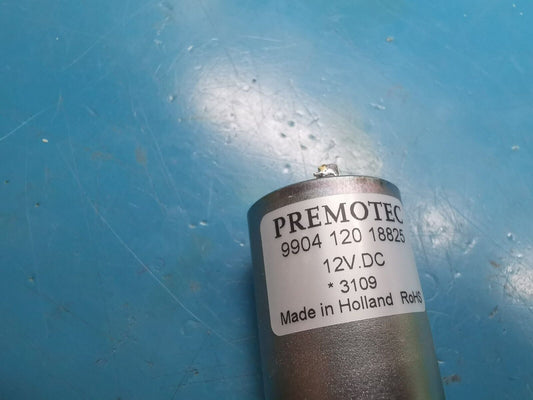 PREMOTEC
9904 120 18825
12V.DC
* 3109
Made in Holland RoHS